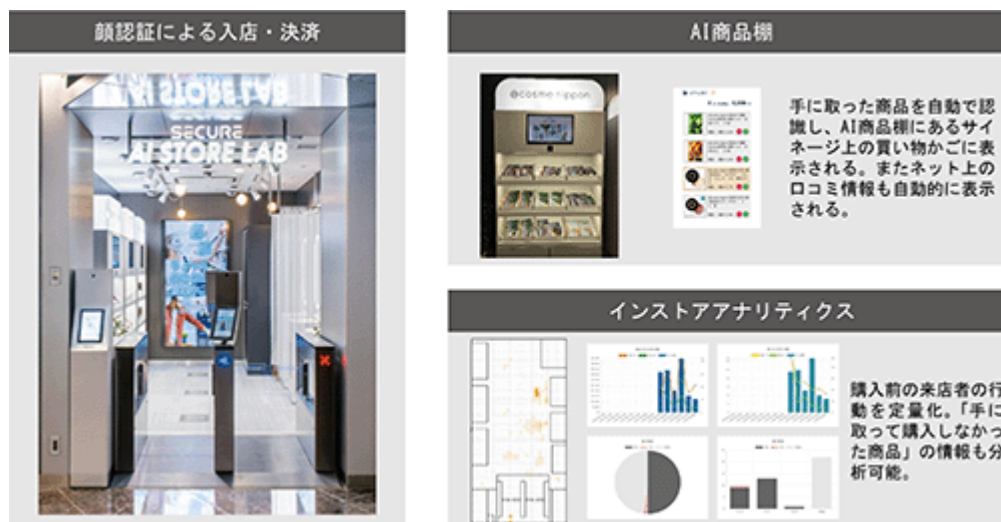 顔認証による入店・決済
AI STORE LAB
SECURE
AI STORE LAB
AI商品棚
@cosme nippon
手に取った商品を自動で認
識し、AI商品棚にあるサイ
ネージ上の買い物かごに表
示される。またネット上の
口コミ情報も自動的に表示
される。
インストアアナリティクス
購入前の来店者の行
動を定量化。「手に
取って購入しなかっ
た商品」の情報も分
析可能。